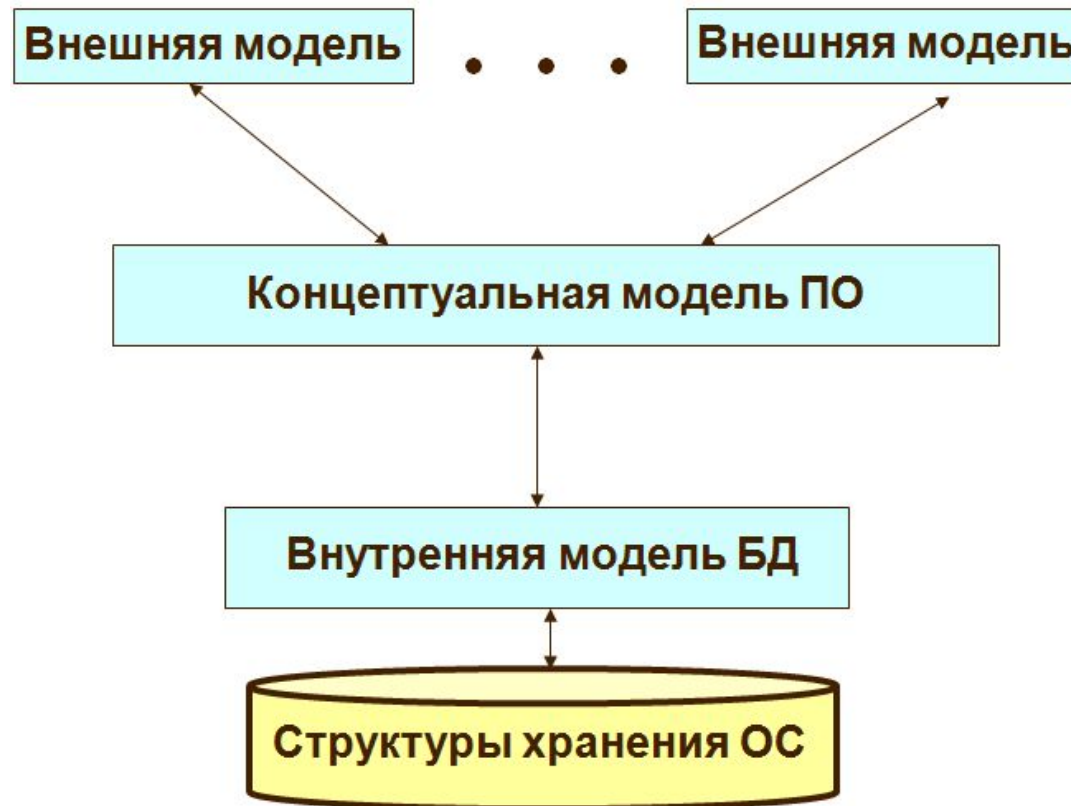 Внешняя модель
Внешняя модель
Концептуальная модель ПО
Внутренняя модель БД
Структуры хранения ОС